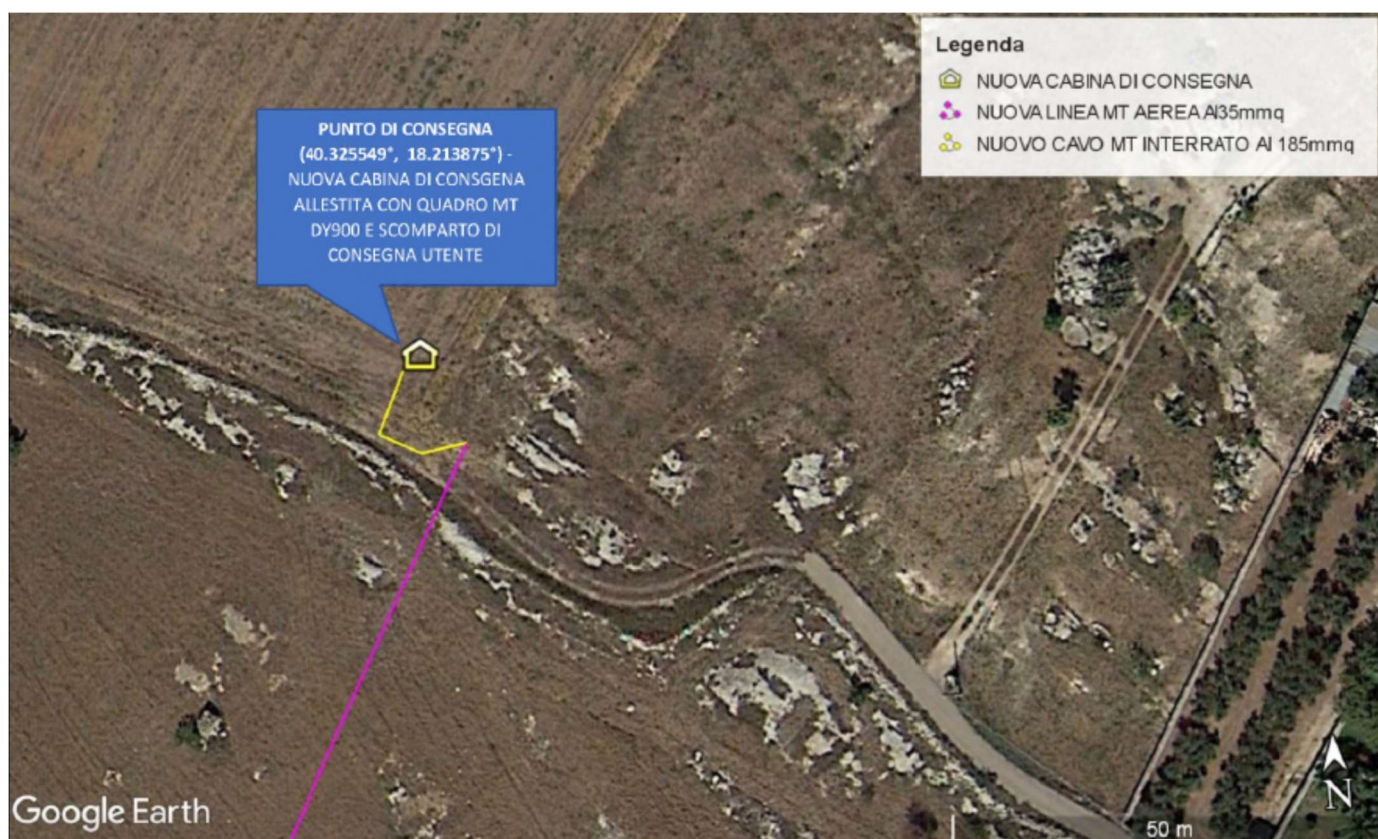 Legenda
NUOVA CABINA DI CONSEGNA
NUOVA LINEA MT AEREA Al35mmq
NUOVO CAVO MT INTERRATO Al 185mmq
PUNTO DI CONSEGNA
(40.325549°, 18.213875°) -
NUOVA CABINA DI CONSGENA
ALLESTITA CON QUADRO MT
DY900 E SCOMPARTO DI
CONSEGNA UTENTE
Google Earth
N
50 m